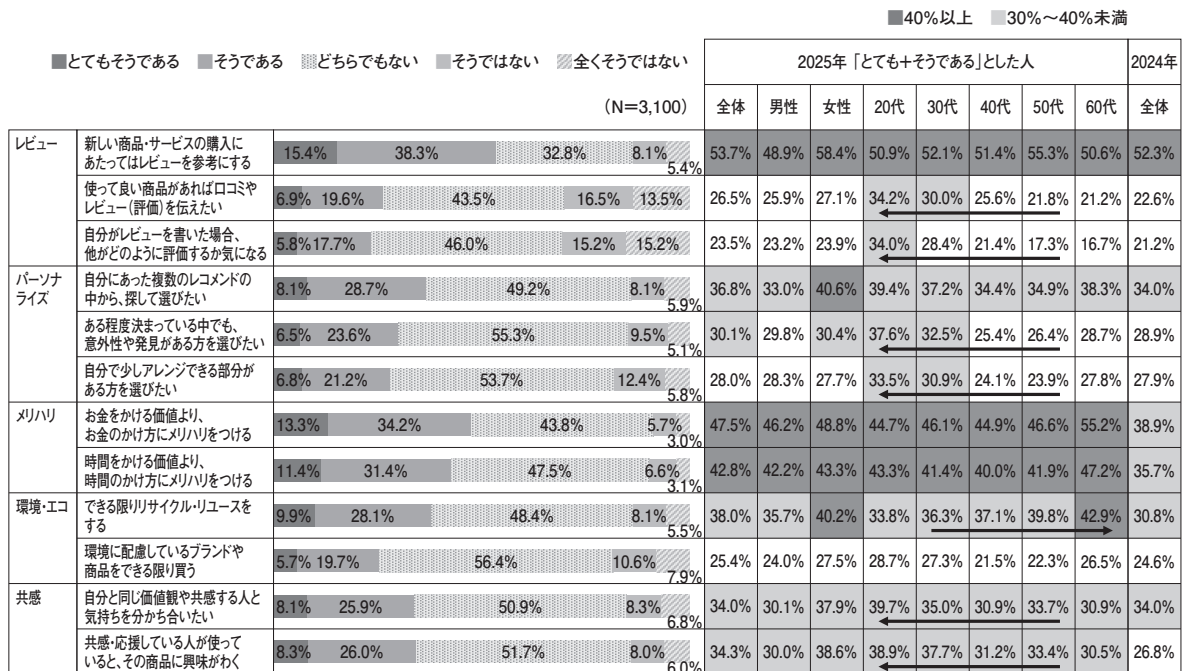 ■40%以上 ■30%～40%未満
■とてもそうである ■そうである どちらでもない ■そうではない 全くそうではない
2025年 「とても+そうである」とした人 2024年
(N=3,100) 全体 男性 女性 20代 30代 40代 50代 60代 全体
レビュー
新しい商品・サービスの購入に
あたってはレビューを参考にする
15.4% 38.3% 32.8% 8.1% 5.4% 53.7% 48.9% 58.4% 50.9% 52.1% 51.4% 55.3% 50.6% 52.3%
使って良い商品があれば口コミや
レビュー(評価)を伝えたい
6.9% 19.6% 43.5% 16.5% 13.5% 26.5% 25.9% 27.1% 34.2% 30.0% 25.6% 21.8% 21.2% 22.6%
自分がレビューを書いた場合、
他がどのように評価するか気になる
5.8% 17.7% 46.0% 15.2% 15.2% 23.5% 23.2% 23.9% 34.0% 28.4% 21.4% 17.3% 16.7% 21.2%
パーソナ
ライズ
自分にあった複数のレコメンドの
中から、探して選びたい
8.1% 28.7% 49.2% 8.1% 5.9% 36.8% 33.0% 40.6% 39.4% 37.2% 34.4% 34.9% 38.3% 34.0%
ある程度決まっている中でも、
意外性や発見がある方を選びたい
6.5% 23.6% 55.3% 9.5% 5.1% 30.1% 29.8% 30.4% 37.6% 32.5% 25.4% 26.4% 28.7% 28.9%
自分で少しアレンジできる部分が
ある方を選びたい
6.8% 21.2% 53.7% 12.4% 5.8% 28.0% 28.3% 27.7% 33.5% 30.9% 24.1% 23.9% 27.8% 27.9%
メリハリ
お金をかける価値より、
お金のかけ方にメリハリをつける
13.3% 34.2% 43.8% 5.7% 3.0% 47.5% 46.2% 48.8% 44.7% 46.1% 44.9% 46.6% 55.2% 38.9%
時間をかける価値より、
時間のかけ方にメリハリをつける
11.4% 31.4% 47.5% 6.6% 3.1% 42.8% 42.2% 43.3% 43.3% 41.4% 40.0% 41.9% 47.2% 35.7%
環境・エコ
できる限りリサイクル・リユースを
する
9.9% 28.1% 48.4% 8.1% 5.5% 38.0% 35.7% 40.2% 33.8% 36.3% 37.1% 39.8% 42.9% 30.8%
環境に配慮しているブランドや
商品をできる限り買う
5.7% 19.7% 56.4% 10.6% 7.9% 25.4% 24.0% 27.5% 28.7% 27.3% 21.5% 22.3% 26.5% 24.6%
共感
自分と同じ価値観や共感する人と
気持ちを分かち合いたい
8.1% 25.9% 50.9% 8.3% 6.8% 34.0% 30.1% 37.9% 39.7% 35.0% 30.9% 33.7% 30.9% 34.0%
共感・応援している人が使って
いると、その商品に興味がわく
8.3% 26.0% 51.7% 8.0% 6.0% 34.3% 30.0% 38.6% 38.9% 37.7% 31.2% 33.4% 30.5% 26.8%